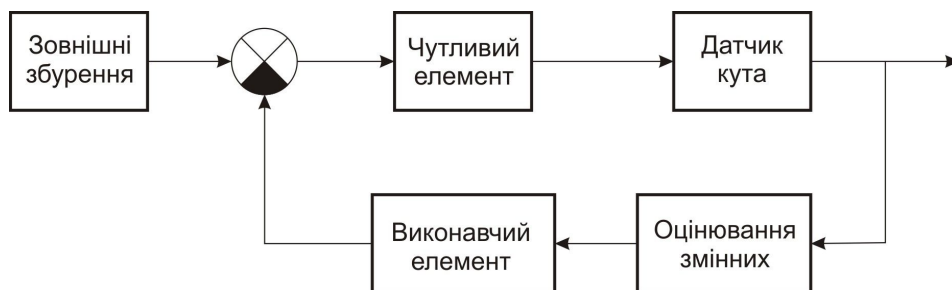 Зовнішні
збурення
Чутливий
елемент
Датчик
кута
Виконавчий
елемент
Оцінювання
змінних